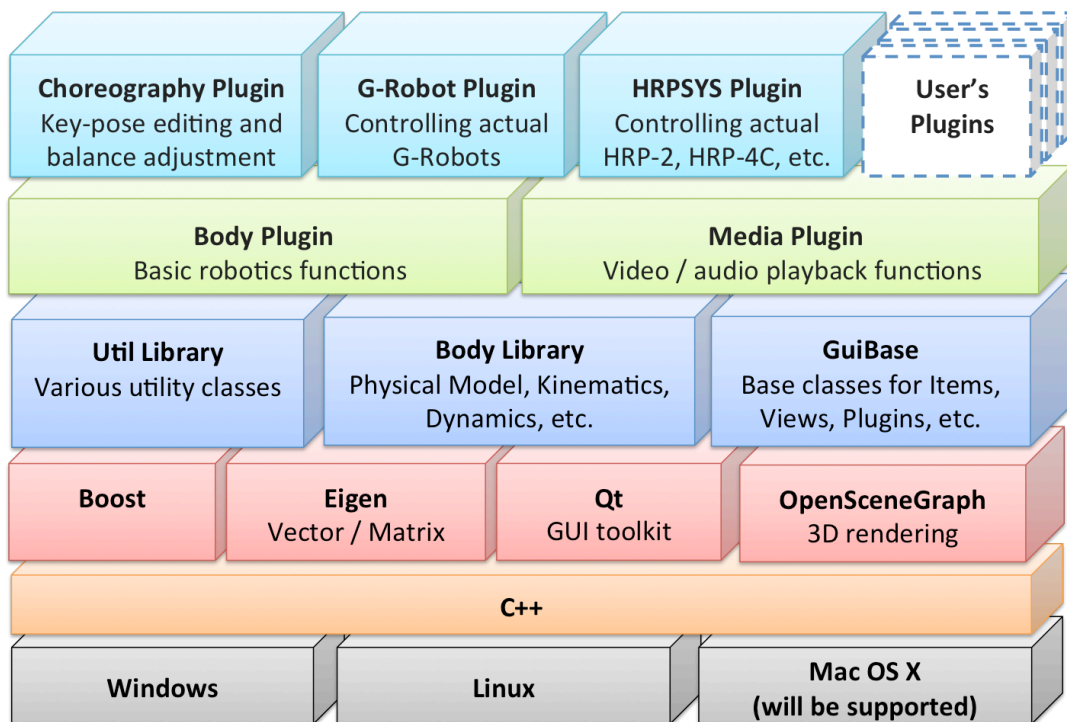 Choreography Plugin
Key-pose editing and
balance adjustment
G-Robot Plugin
Controlling actual
G-Robots
HRPSYS Plugin
Controlling actual
HRP-2, HRP-4C, etc.
User's
Plugins
Body Plugin
Basic robotics functions
Media Plugin
Video / audio playback functions
Util Library
Various utility classes
Body Library
Physical Model, Kinematics,
Dynamics, etc.
GuiBase
Base classes for Items,
Views, Plugins, etc.
Boost
Eigen
Vector / Matrix
Qt
GUI toolkit
OpenSceneGraph
3D rendering
C++
Windows
Linux
Mac OS X
(will be supported)